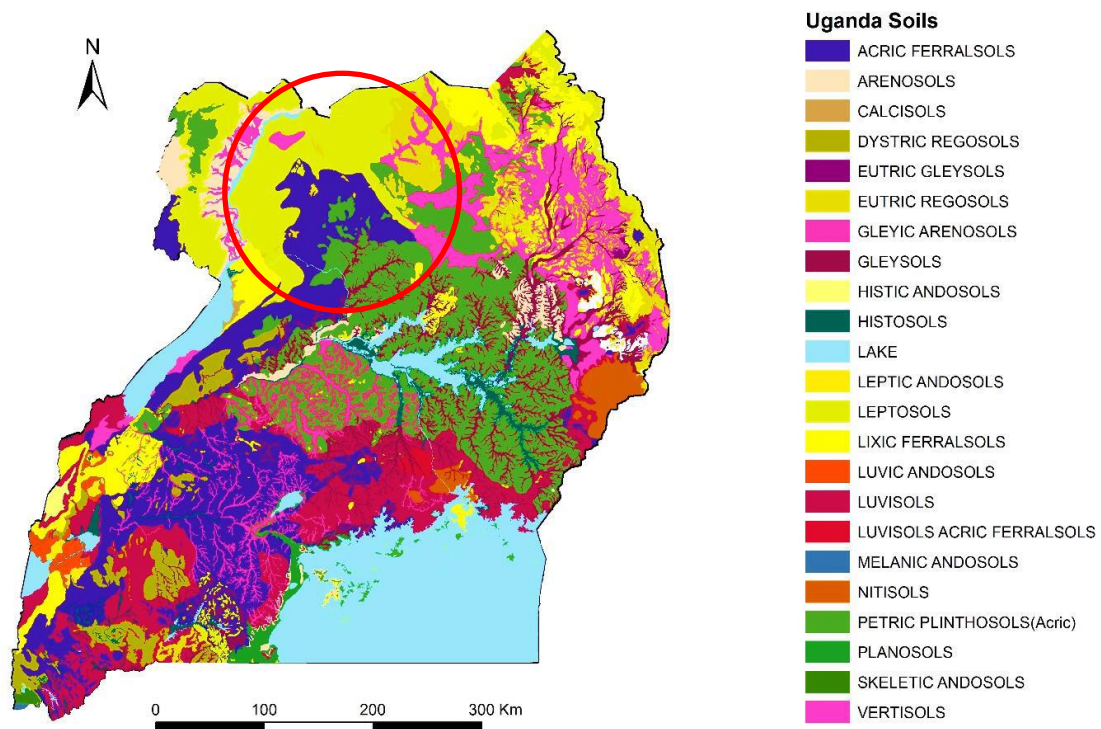 N
0 100 200 300 Km
Uganda Soils
ACRIC FERRALSOLS
ARENOSOLS
CALCISOLS
DYSTRIC REGOSOLS
EUTRIC GLEYSOLS
EUTRIC REGOSOLS
GLEYIC ARENOSOLS
GLEYSOLS
HISTIC ANDOSOLS
HISTOSOLS
LAKE
LEPTIC ANDOSOLS
LEPTOSOLS
LIXIC FERRALSOLS
LUVIC ANDOSOLS
LUVISOLS
LUVISOLS ACRIC FERRALSOLS
MELANIC ANDOSOLS
NITISOLS
PETRIC PLINTHOSOLS(Acric)
PLANOSOLS
SKELETIC ANDOSOLS
VERTISOLS